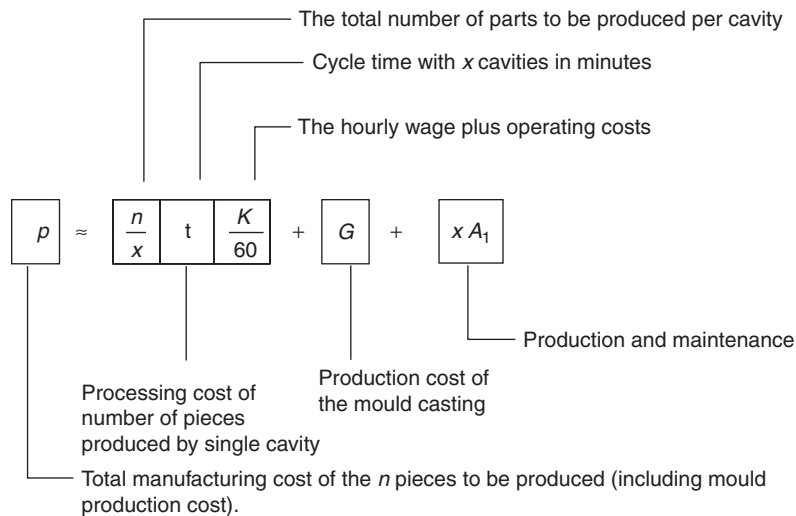 The total number of parts to be produced per cavity
Cycle time with x cavities in minutes
The hourly wage plus operating costs
p ≈ n/x t K/60 + G + x A₁
Production and maintenance
Processing cost of
number of pieces
produced by single cavity
Production cost of
the mould casting
Total manufacturing cost of the n pieces to be produced (including mould
production cost).